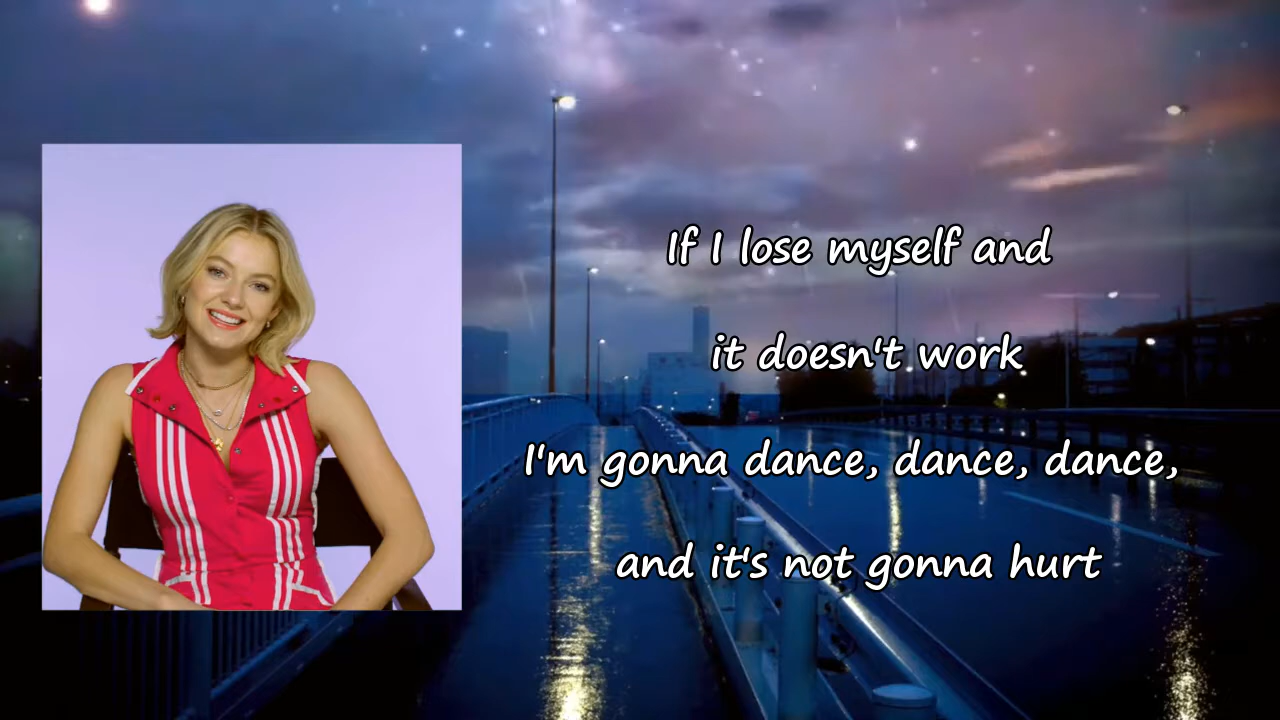 If I lose myself and
it doesn't work
I'm gonna dance, dance, dance,
and it's not gonna hurt